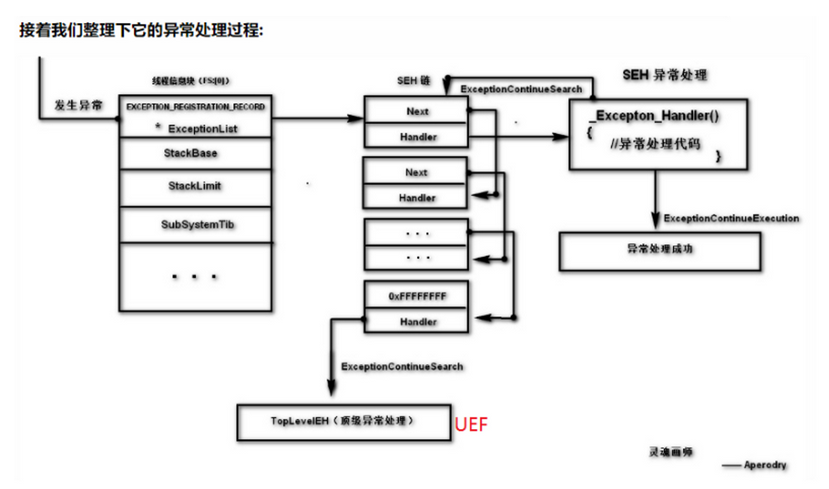 接着我们整理下它的异常处理过程:
线程信息块（FS:[0]）
SEH 链
SEH 异常处理
发生异常
EXCEPTION_REGISTRATION_RECORD
* ExceptionList
StackBase
StackLimit
SubSystemTib
. . .
Next
Handler
Next
Handler
. . .
. . .
0xFFFFFFFF
Handler
ExceptionContinueSearch
_Excepton_Handler()
{
//异常处理代码
}
ExceptionContinueExecution
异常处理成功
ExceptionContinueSearch
TopLevelEH（顶级异常处理）
UEF
灵魂画师
—— Aperodry